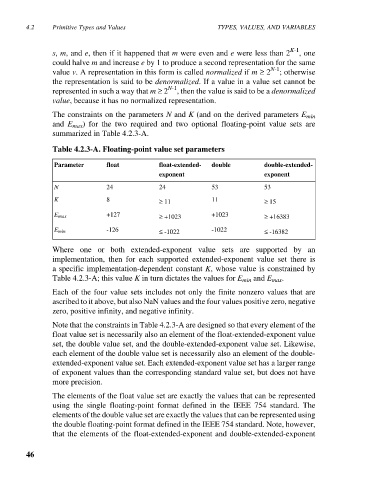 4.2 Primitive Types and Values TYPES, VALUES, AND VARIABLES
s, m, and e, then if it happened that m were even and e were less than 2K-1, one
could halve m and increase e by 1 to produce a second representation for the same
value v. A representation in this form is called normalized if m ≥ 2N-1; otherwise
the representation is said to be denormalized. If a value in a value set cannot be
represented in such a way that m ≥ 2N-1, then the value is said to be a denormalized
value, because it has no normalized representation.
The constraints on the parameters N and K (and on the derived parameters Emin
and Emax) for the two required and two optional floating-point value sets are
summarized in Table 4.2.3-A.
Table 4.2.3-A. Floating-point value set parameters
Parameter float float-extended- double double-extended-
exponent exponent
N 24 24 53 53
K 8 ≥ 11 11 ≥ 15
Emax +127 ≥ +1023 +1023 ≥ +16383
Emin -126 ≤ -1022 -1022 ≤ -16382
Where one or both extended-exponent value sets are supported by an
implementation, then for each supported extended-exponent value set there is
a specific implementation-dependent constant K, whose value is constrained by
Table 4.2.3-A; this value K in turn dictates the values for Emin and Emax.
Each of the four value sets includes not only the finite nonzero values that are
ascribed to it above, but also NaN values and the four values positive zero, negative
zero, positive infinity, and negative infinity.
Note that the constraints in Table 4.2.3-A are designed so that every element of the
float value set is necessarily also an element of the float-extended-exponent value
set, the double value set, and the double-extended-exponent value set. Likewise,
each element of the double value set is necessarily also an element of the double-
extended-exponent value set. Each extended-exponent value set has a larger range
of exponent values than the corresponding standard value set, but does not have
more precision.
The elements of the float value set are exactly the values that can be represented
using the single floating-point format defined in the IEEE 754 standard. The
elements of the double value set are exactly the values that can be represented using
the double floating-point format defined in the IEEE 754 standard. Note, however,
that the elements of the float-extended-exponent and double-extended-exponent
46